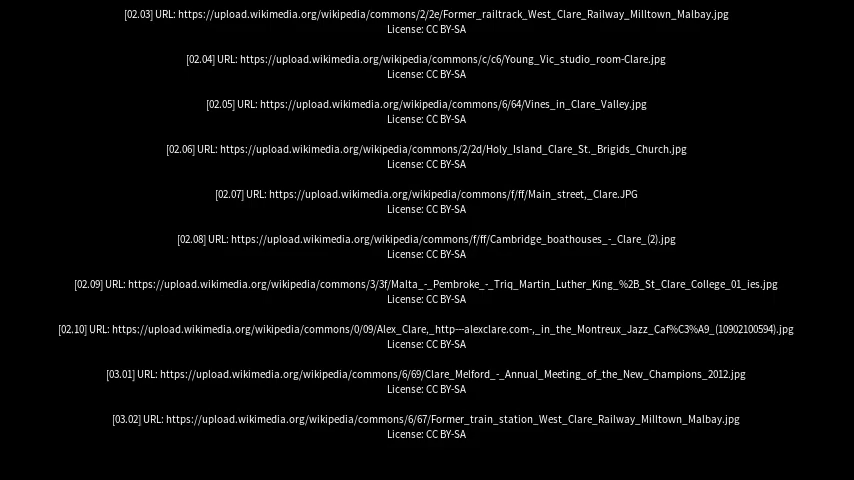 [02.03] URL: https://upload.wikimedia.org/wikipedia/commons/2/2e/Former_railtrack_West_Clare_Railway_Milltown_Malbay.jpg
License: CC BY-SA
[02.04] URL: https://upload.wikimedia.org/wikipedia/commons/c/c6/Young_Vic_studio_room-Clare.jpg
License: CC BY-SA
[02.05] URL: https://upload.wikimedia.org/wikipedia/commons/6/64/Vines_in_Clare_Valley.jpg
License: CC BY-SA
[02.06] URL: https://upload.wikimedia.org/wikipedia/commons/2/2d/Holy_Island_Clare_St._Brigids_Church.jpg
License: CC BY-SA
[02.07] URL: https://upload.wikimedia.org/wikipedia/commons/f/ff/Main_street,_Clare.JPG
License: CC BY-SA
[02.08] URL: https://upload.wikimedia.org/wikipedia/commons/f/ff/Cambridge_boathouses_-_Clare_(2).jpg
License: CC BY-SA
[02.09] URL: https://upload.wikimedia.org/wikipedia/commons/3/3f/Malta_-_Pembroke_-_Triq_Martin_Luther_King_%2B_St_Clare_College_01_ies.jpg
License: CC BY-SA
[02.10] URL: https://upload.wikimedia.org/wikipedia/commons/0/09/Alex_Clare,_http---alexclare.com-,_in_the_Montreux_Jazz_Caf%C3%A9_(10902100594).jpg
License: CC BY-SA
[03.01] URL: https://upload.wikimedia.org/wikipedia/commons/6/69/Clare_Melford_-_Annual_Meeting_of_the_New_Champions_2012.jpg
License: CC BY-SA
[03.02] URL: https://upload.wikimedia.org/wikipedia/commons/6/67/Former_train_station_West_Clare_Railway_Milltown_Malbay.jpg
License: CC BY-SA